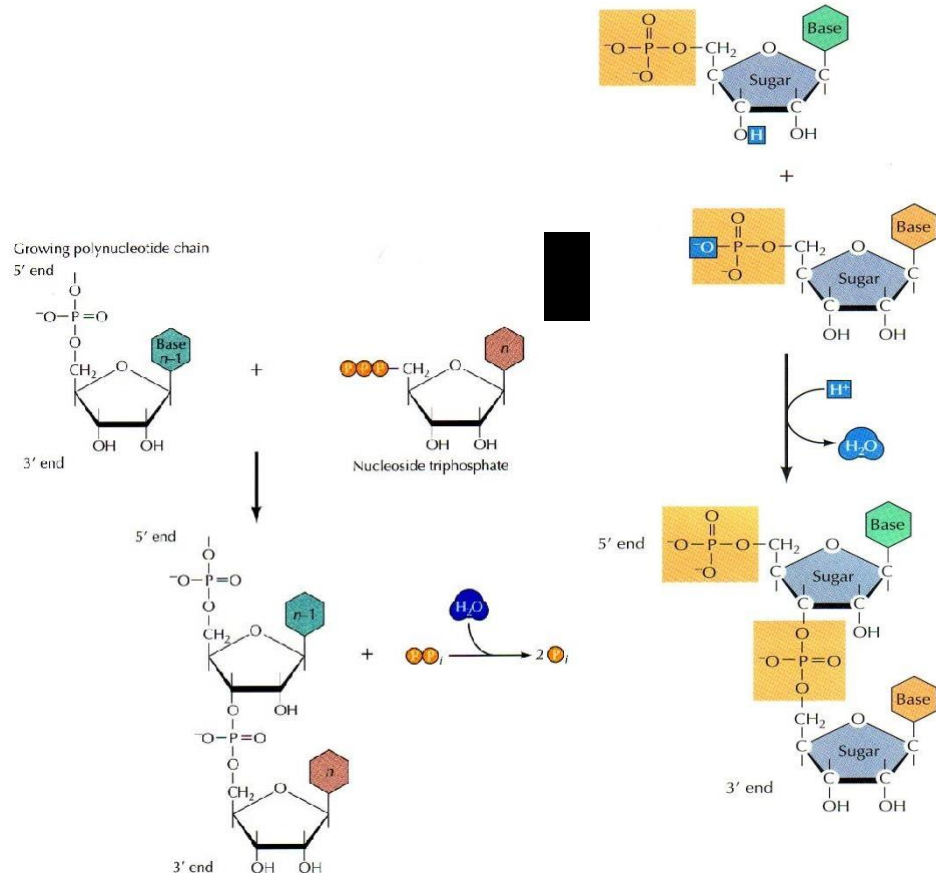 Growing polynucleotide chain
5′ end
O
⁻O–P=O
O
CH₂
O
Base
n–1
OH OH
3′ end
+
P P P–CH₂
O
n
OH OH
Nucleoside triphosphate
5′ end
O
⁻O–P=O
O
CH₂
O
n–1
O OH
⁻O–P=O
O
CH₂
O
n
3′ end
OH OH
+
P P i
H₂O
2 P i
O
⁻O–P–O–CH₂
O⁻
O
Base
C Sugar C
C C
OH OH
+
O
⁻O–P–O–CH₂
⁻O
O
Base
C Sugar C
C C
OH OH
H⁺
H₂O
5′ end
O
⁻O–P–O–CH₂
O⁻
O
Base
C Sugar C
C C
O OH
⁻O–P=O
O
CH₂
O
Base
C Sugar C
C C
3′ end
OH OH